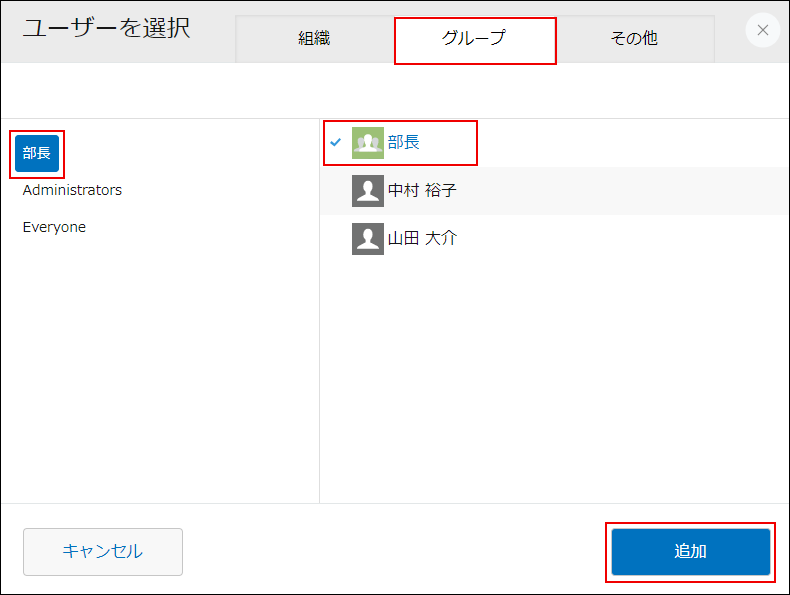 ユーザーを選択
組織
グループ
その他
部長
Administrators
Everyone
部長
中村 裕子
山田 大介
キャンセル
追加